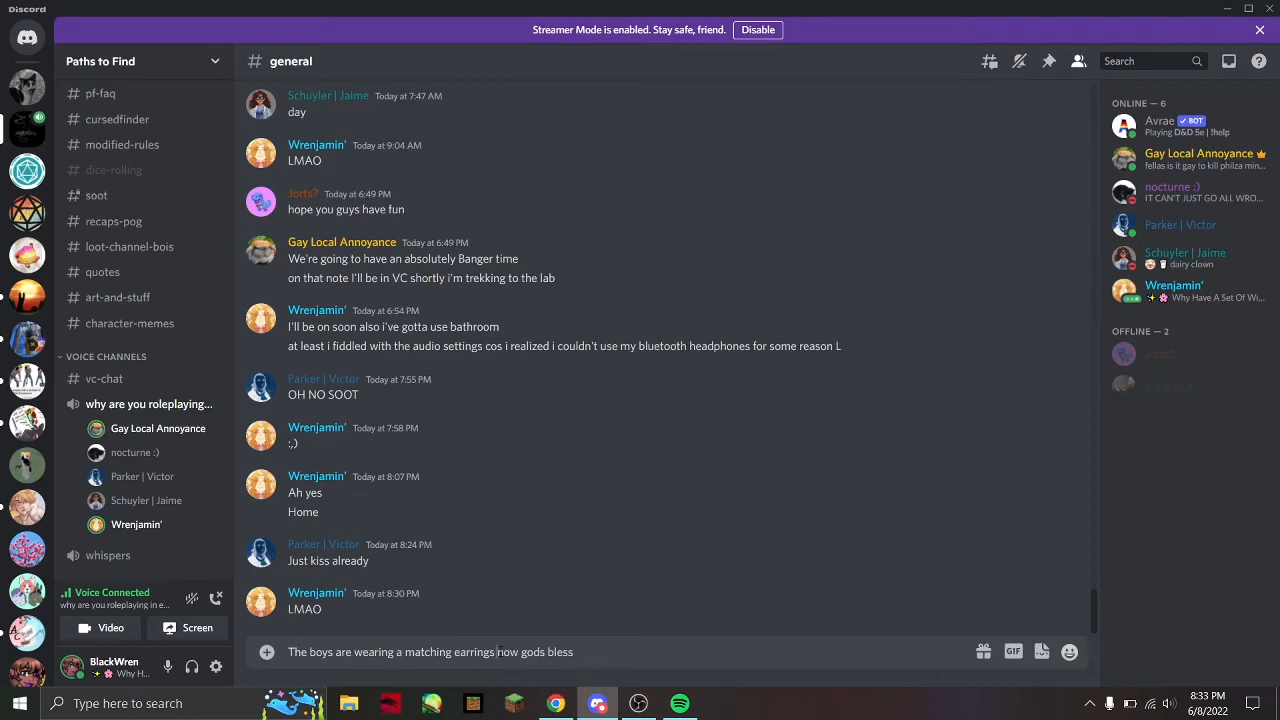 Discord
Streamer Mode is enabled. Stay safe, friend. Disable
Paths to Find
general
Search
pf-faq
cursedfinder
modified-rules
dice-rolling
soot
recaps-pog
loot-channel-bois
quotes
art-and-stuff
character-memes
VOICE CHANNELS
vc-chat
why are you roleplaying...
Gay Local Annoyance
nocturne :)
Parker | Victor
Schuyler | Jaime
Wrenjamin'
whispers
Voice Connected
why are you roleplaying in e...
Video
Screen
BlackWren
Why H...
Schuyler | Jaime Today at 7:47 AM
day
Wrenjamin' Today at 9:04 AM
LMAO
Jorts? Today at 6:49 PM
hope you guys have fun
Gay Local Annoyance Today at 6:49 PM
We're going to have an absolutely Banger time
on that note I'll be in VC shortly i'm trekking to the lab
Wrenjamin' Today at 6:54 PM
I'll be on soon also i've gotta use bathroom
at least i fiddled with the audio settings cos i realized i couldn't use my bluetooth headphones for some reason L
Parker | Victor Today at 7:55 PM
OH NO SOOT
Wrenjamin' Today at 7:58 PM
:,)
Wrenjamin' Today at 8:07 PM
Ah yes
Home
Parker | Victor Today at 8:24 PM
Just kiss already
Wrenjamin' Today at 8:30 PM
LMAO
The boys are wearing a matching earrings now gods bless
GIF
ONLINE — 6
Avrae BOT
Playing D&D 5e | !help
Gay Local Annoyance
fellas is it gay to kill philza min...
nocturne :)
IT CAN'T JUST GO ALL WRO...
Parker | Victor
Schuyler | Jaime
dairy clown
Wrenjamin'
Why Have A Set Of Wi...
OFFLINE — 2
Jorts?
Type here to search
8:33 PM
6/8/2022